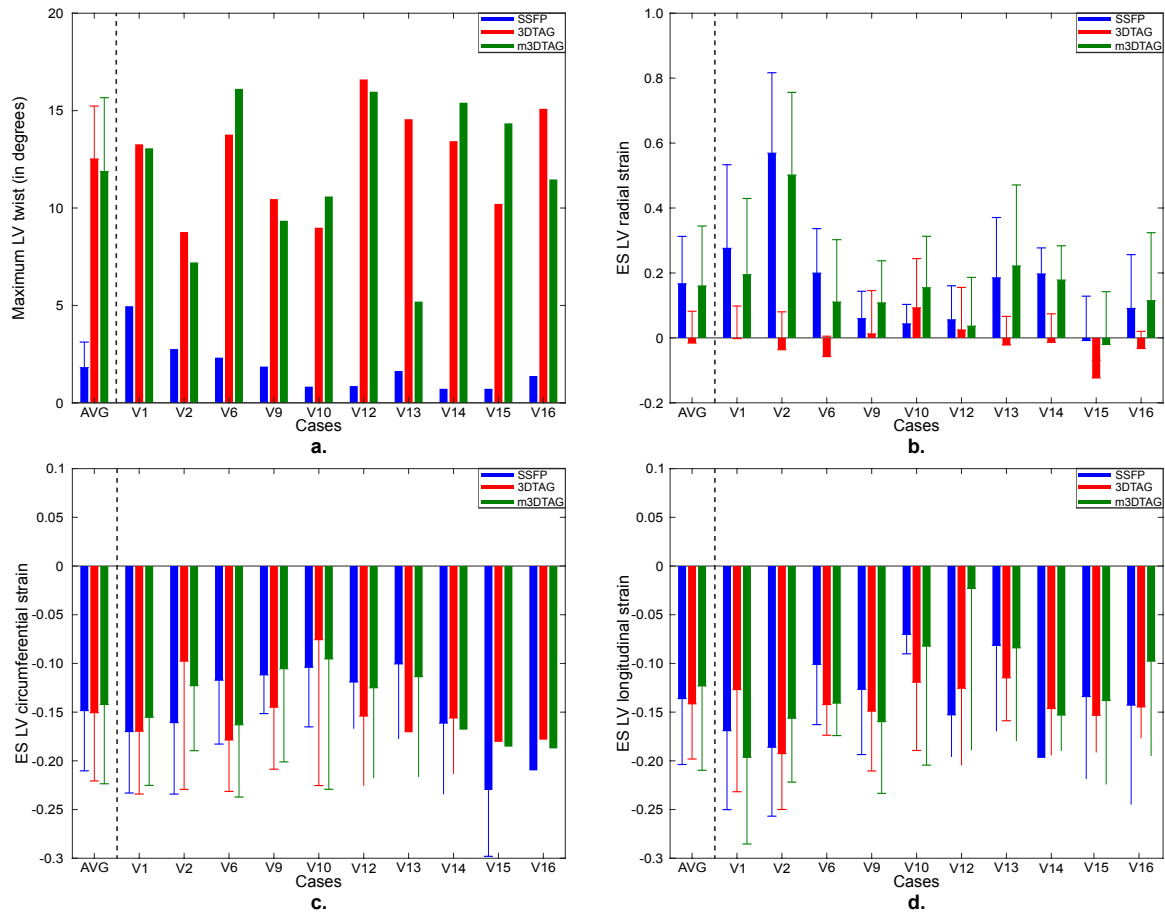 20
15
10
5
0
Maximum LV twist (in degrees)
SSFP
3DTAG
m3DTAG
AVG V1 V2 V6 V9 V10 V12 V13 V14 V15 V16
Cases
a.
1.0
0.8
0.6
0.4
0.2
0
-0.2
ES LV radial strain
SSFP
3DTAG
m3DTAG
AVG V1 V2 V6 V9 V10 V12 V13 V14 V15 V16
Cases
b.
0.1
0.05
0
-0.05
-0.10
-0.15
-0.20
-0.25
-0.3
ES LV circumferential strain
SSFP
3DTAG
m3DTAG
AVG V1 V2 V6 V9 V10 V12 V13 V14 V15 V16
Cases
c.
0.1
0.05
0
-0.05
-0.10
-0.15
-0.20
-0.25
-0.3
ES LV longitudinal strain
SSFP
3DTAG
m3DTAG
AVG V1 V2 V6 V9 V10 V12 V13 V14 V15 V16
Cases
d.